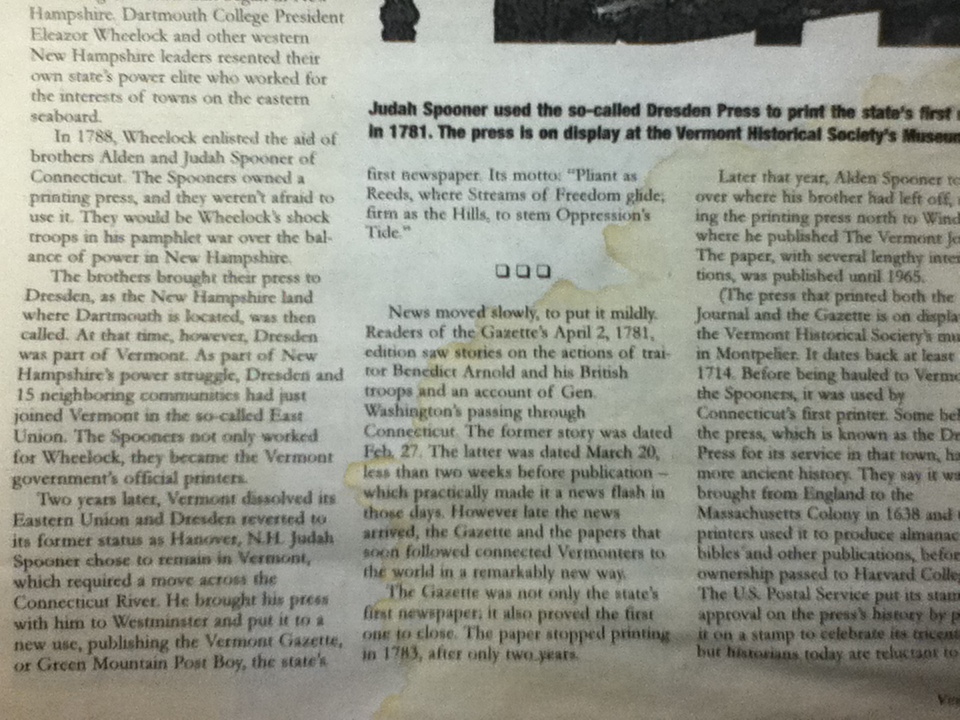 Hampshire. Dartmouth College President
Eleazor Wheelock and other western
New Hampshire leaders resented their
own state's power elite who worked for
the interests of towns on the eastern
seaboard.
In 1788, Wheelock enlisted the aid of
brothers Alden and Judah Spooner of
Connecticut. The Spooners owned a
printing press, and they weren't afraid to
use it. They would be Wheelock's shock
troops in his pamphlet war over the bal-
ance of power in New Hampshire.
The brothers brought their press to
Dresden, as the New Hampshire land
where Dartmouth is located, was then
called. At that time, however, Dresden
was part of Vermont. As part of New
Hampshire's power struggle, Dresden and
15 neighboring communities had just
joined Vermont in the so-called East
Union. The Spooners not only worked
for Wheelock, they became the Vermont
government's official printers.
Two years later, Vermont dissolved its
Eastern Union and Dresden reverted to
its former status as Hanover, N.H. Judah
Spooner chose to remain in Vermont,
which required a move across the
Connecticut River. He brought his press
with him to Westminster and put it to a
new use, publishing the Vermont Gazette,
or Green Mountain Post Boy, the state's
Judah Spooner used the so-called Dresden Press to print the state's first
in 1781. The press is on display at the Vermont Historical Society's
first newspaper. Its motto: "Pliant as
Reeds, where Streams of Freedom glide;
firm as the Hills, to stem Oppression's
Tide."
❑ ❑ ❑
News moved slowly, to put it mildly.
Readers of the Gazette's April 2, 1781,
edition saw stories on the actions of trai-
tor Benedict Arnold and his British
troops and an account of Gen.
Washington's passing through
Connecticut. The former story was dated
Feb. 27. The latter was dated March 20,
less than two weeks before publication –
which practically made it a news flash in
those days. However late the news
arrived, the Gazette and the papers that
soon followed connected Vermonters to
the world in a remarkably new way.
The Gazette was not only the state's
first newspaper; it also proved the first
one to close. The paper stopped printing
in 1783, after only two years.
Later that year, Alden Spooner
over where his brother had left off,
ing the printing press north to
where he published The Vermont
The paper, with several lengthy
tions, was published until 1965.
(The press that printed both the
Journal and the Gazette is on
the Vermont Historical Society's
in Montpelier. It dates back at least
1714. Before being hauled to
the Spooners, it was used by
Connecticut's first printer. Some
the press, which is known as the
Press for its service in that town,
more ancient history. They say it
brought from England to the
Massachusetts Colony in 1638 and
printers used it to produce
bibles and other publications,
ownership passed to Harvard
The U.S. Postal Service put its
approval on the press's history by
it on a stamp to celebrate its
but historians today are reluctant to